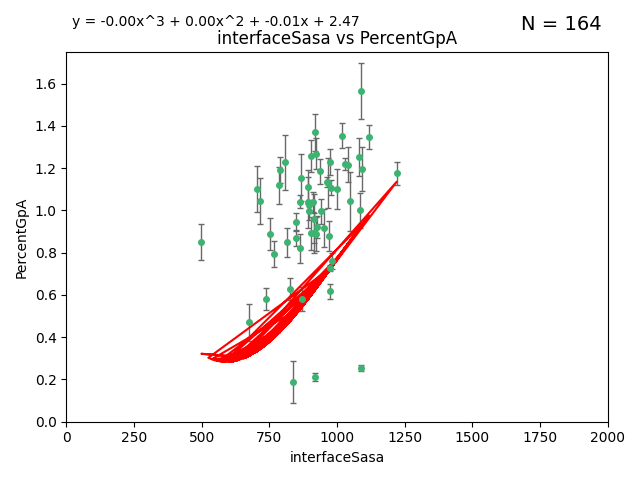 y = -0.00x^3 + 0.00x^2 + -0.01x + 2.47
N = 164
interfaceSasa vs PercentGpA
1.6
1.4
1.2
1.0
0.8
0.6
0.4
0.2
0.0
PercentGpA
0 250 500 750 1000 1250 1500 1750 2000
interfaceSasa